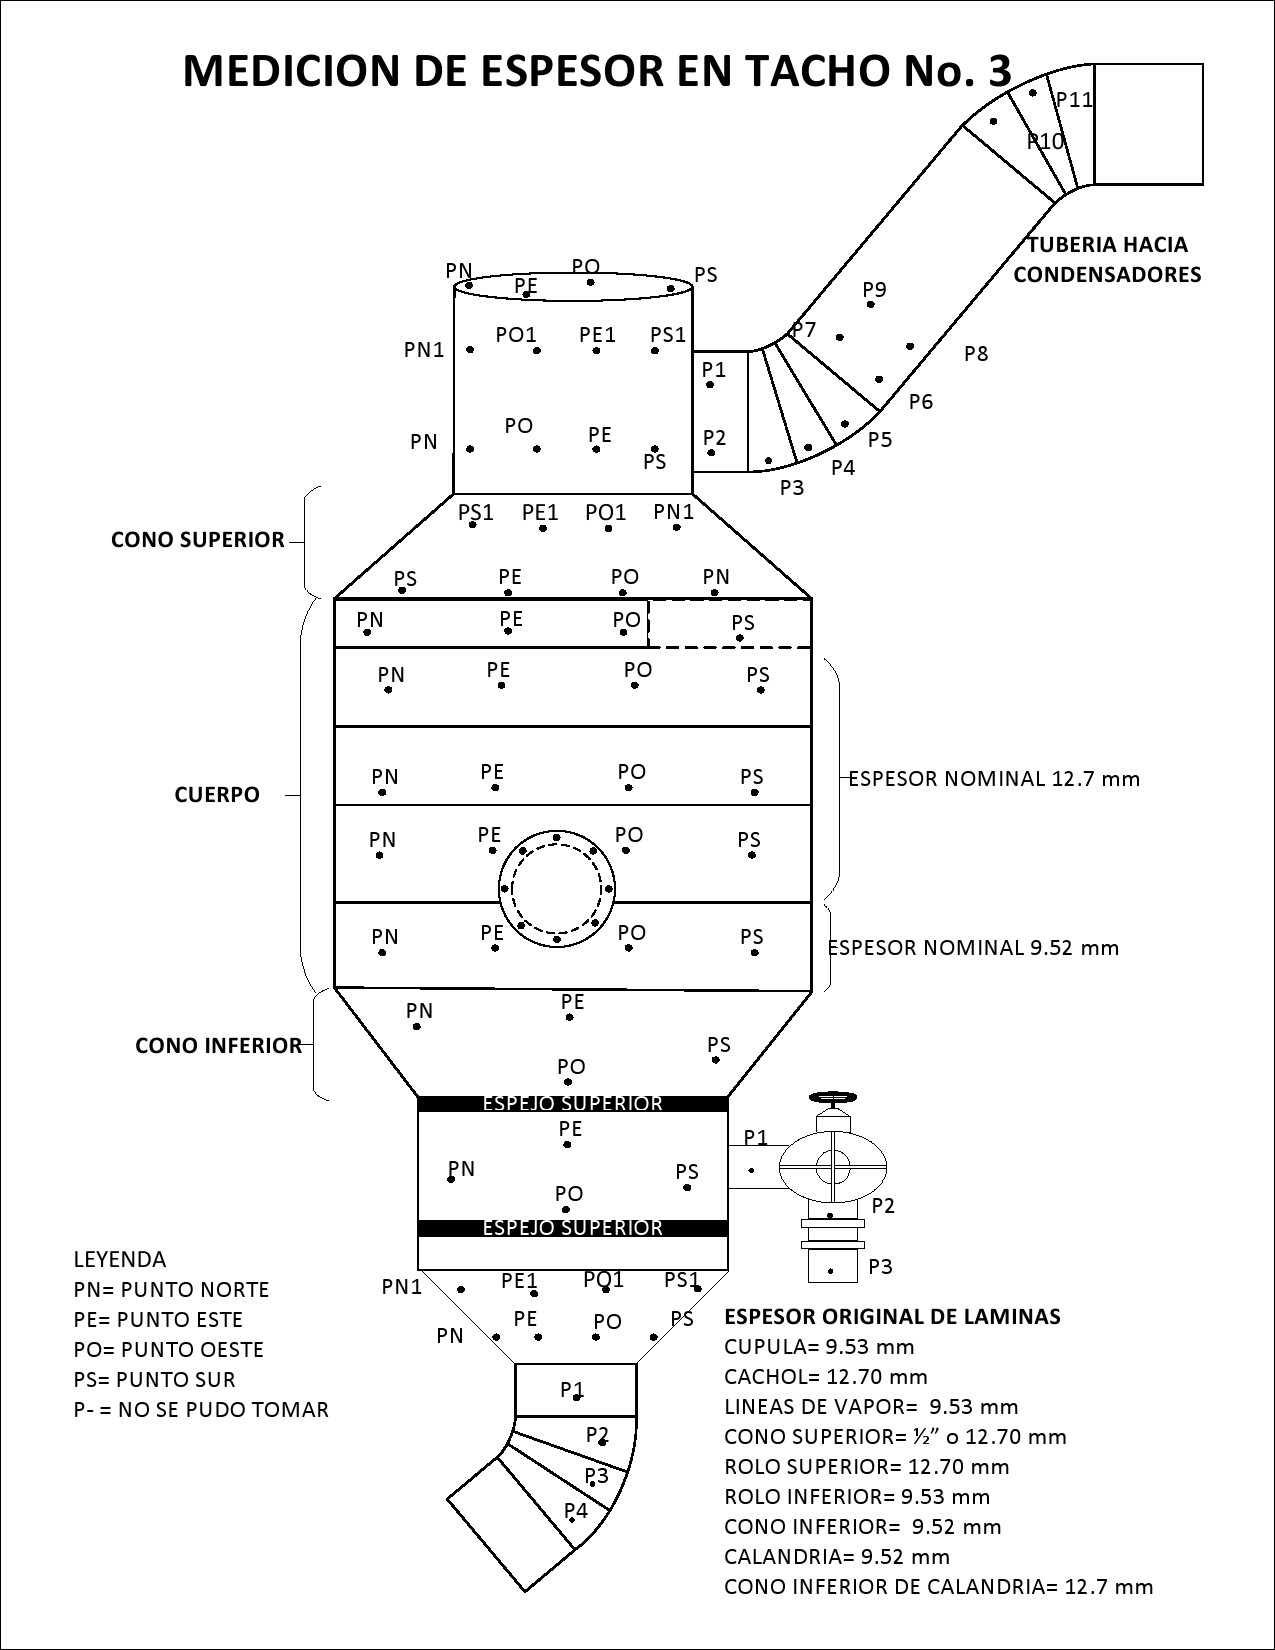 MEDICION DE ESPESOR EN TACHO No. 3
P11
P10
TUBERIA HACIA
CONDENSADORES
PN
PO
PE
PS
P9
P7
PN1
PO1
PE1
PS1
P8
P1
P6
PN
PO
PE
PS
P2
P5
P4
P3
PS1
PE1
PO1
PN1
CONO SUPERIOR
PS
PE
PO
PN
PN
PE
PO
PS
PN
PE
PO
PS
PN
PE
PO
PS
ESPESOR NOMINAL 12.7 mm
CUERPO
PN
PE
PO
PS
PN
PE
PO
PS
ESPESOR NOMINAL 9.52 mm
PN
PE
CONO INFERIOR
PS
PO
ESPEJO SUPERIOR
PE
P1
PN
PS
PO
P2
ESPEJO SUPERIOR
P3
PN1
PE1
PO1
PS1
PN
PE
PO
PS
P1
P2
P3
P4
LEYENDA
PN= PUNTO NORTE
PE= PUNTO ESTE
PO= PUNTO OESTE
PS= PUNTO SUR
P- = NO SE PUDO TOMAR
ESPESOR ORIGINAL DE LAMINAS
CUPULA= 9.53 mm
CACHOL= 12.70 mm
LINEAS DE VAPOR=  9.53 mm
CONO SUPERIOR= ½” o 12.70 mm
ROLO SUPERIOR= 12.70 mm
ROLO INFERIOR= 9.53 mm
CONO INFERIOR=  9.52 mm
CALANDRIA= 9.52 mm
CONO INFERIOR DE CALANDRIA= 12.7 mm